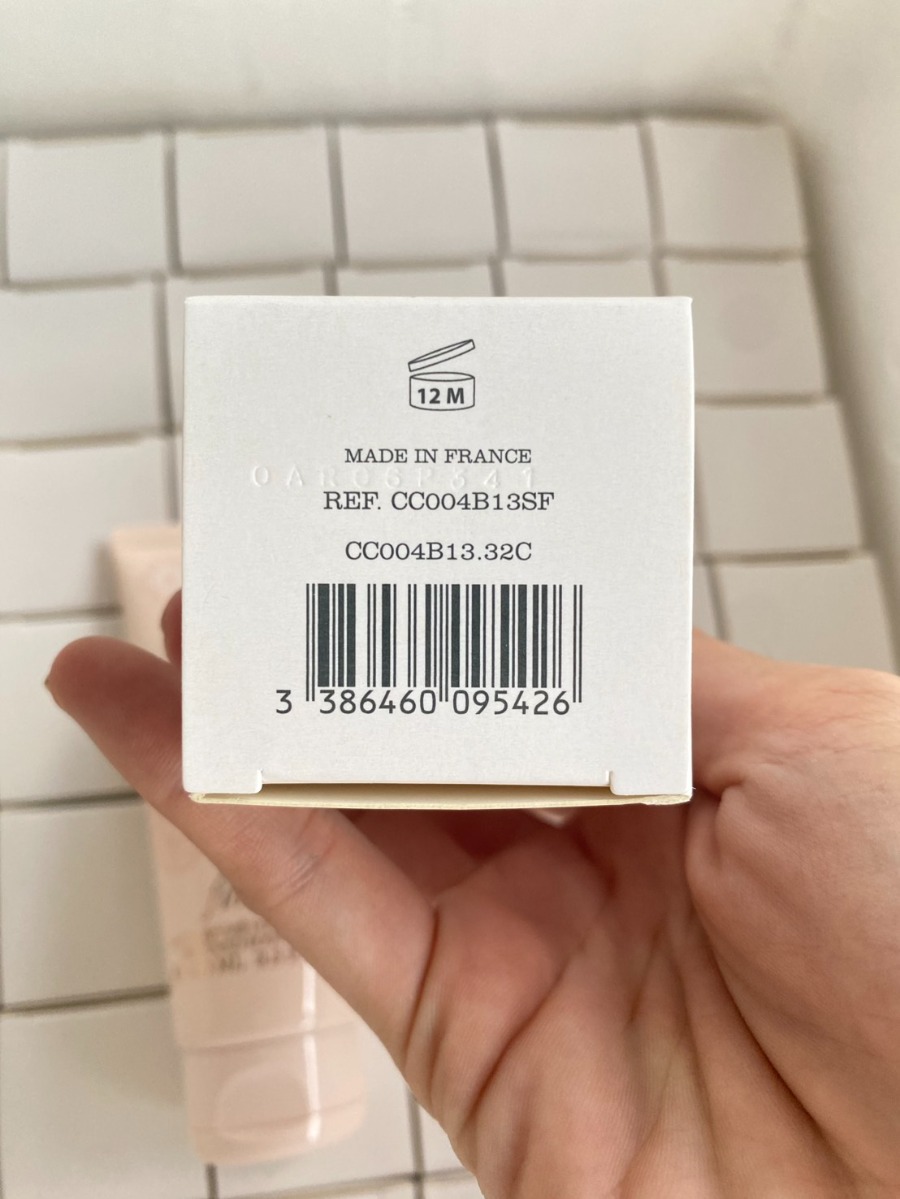 12 M
MADE IN FRANCE
REF. CC004B13SF
CC004B13.32C
3 386460 095426